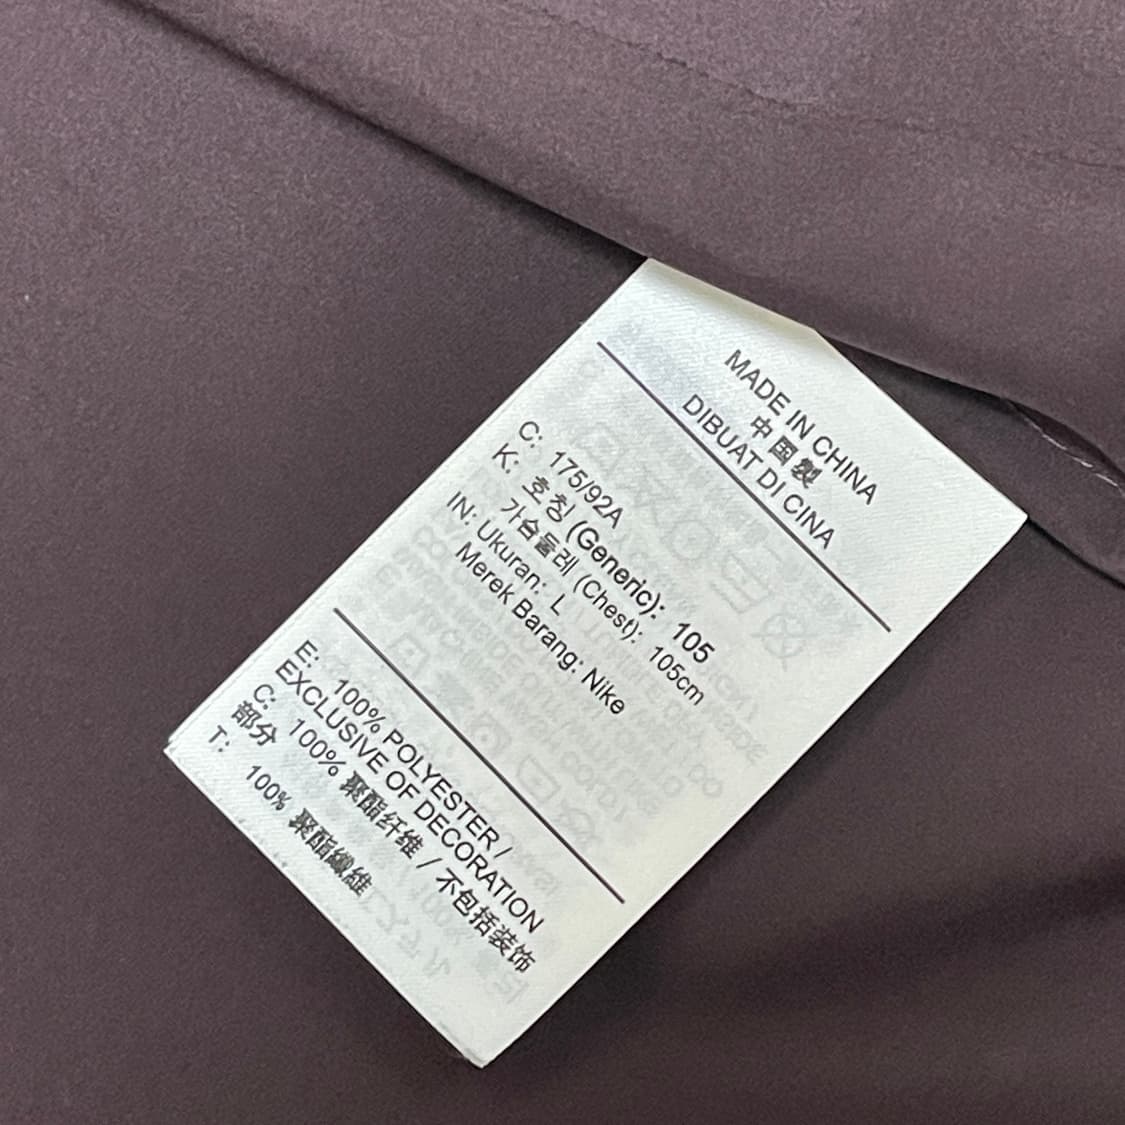 MADE IN CHINA
中国製
DIBUAT DI CINA
C: 175/92A
K: 호칭 (Generic): 105
가슴둘레 (Chest): 105cm
IN: Ukuran: L
Merek Barang: Nike
E: 100% POLYESTER /
EXCLUSIVE OF DECORATION
C: 100% 聚酯纤维 / 不包括装饰
部分
T: 100% 聚酯纖維